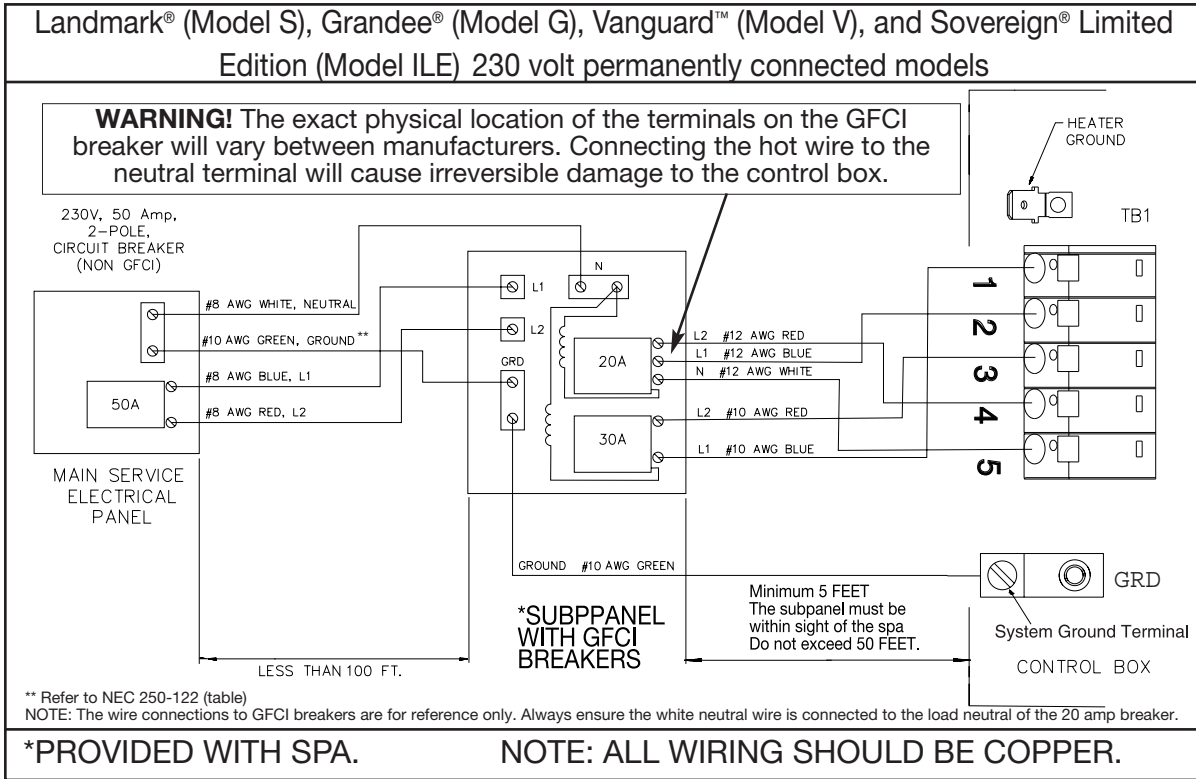 Landmark® (Model S), Grandee® (Model G), Vanguard™ (Model V), and Sovereign® Limited
Edition (Model ILE) 230 volt permanently connected models
WARNING! The exact physical location of the terminals on the GFCI
breaker will vary between manufacturers. Connecting the hot wire to the
neutral terminal will cause irreversible damage to the control box.
HEATER
GROUND
TB1
230V, 50 Amp,
2-POLE,
CIRCUIT BREAKER
(NON GFCI)
#8 AWG WHITE, NEUTRAL
#10 AWG GREEN, GROUND**
#8 AWG BLUE, L1
#8 AWG RED, L2
50A
MAIN SERVICE
ELECTRICAL
PANEL
N
L1
L2
GRD
20A
30A
L2 #12 AWG RED
L1 #12 AWG BLUE
N #12 AWG WHITE
L2 #10 AWG RED
L1 #10 AWG BLUE
1
2
3
4
5
GROUND #10 AWG GREEN
*SUBPPANEL
WITH GFCI
BREAKERS
Minimum 5 FEET
The subpanel must be
within sight of the spa
Do not exceed 50 FEET.
GRD
System Ground Terminal
CONTROL BOX
LESS THAN 100 FT.
** Refer to NEC 250-122 (table)
NOTE: The wire connections to GFCI breakers are for reference only. Always ensure the white neutral wire is connected to the load neutral of the 20 amp breaker.
*PROVIDED WITH SPA. NOTE: ALL WIRING SHOULD BE COPPER.